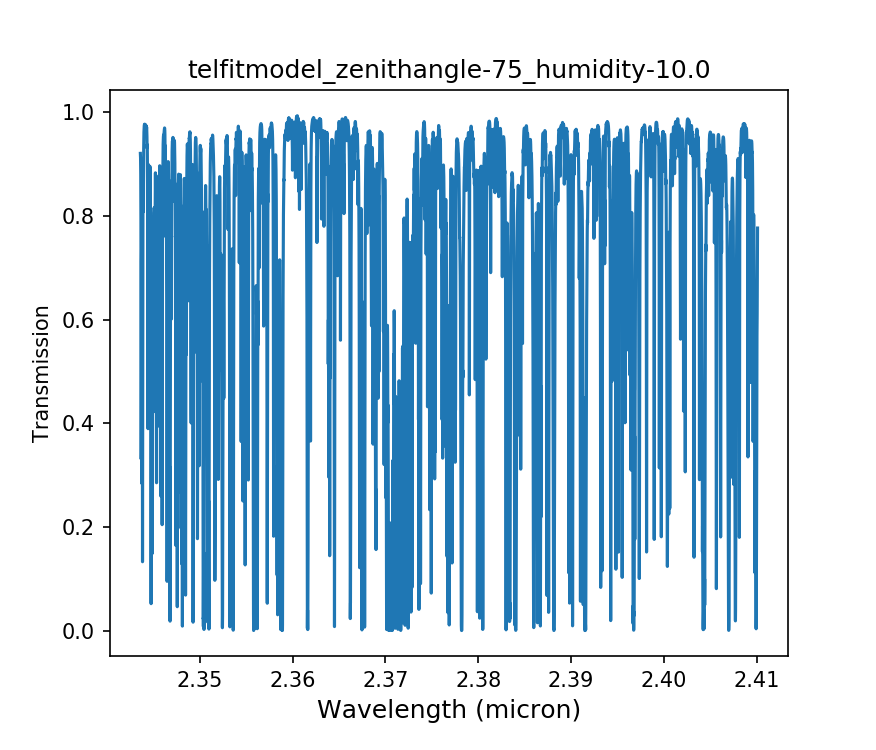 telfitmodel_zenithangle-75_humidity-10.0
1.0
0.8
0.6
0.4
0.2
0.0
Transmission
2.35 2.36 2.37 2.38 2.39 2.40 2.41
Wavelength (micron)